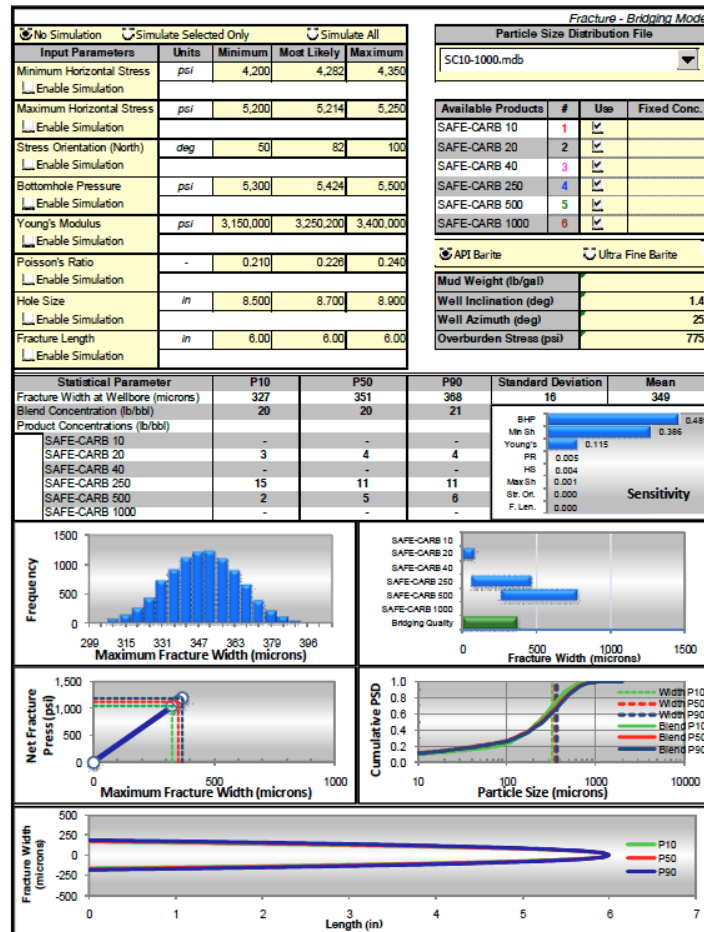 Fracture - Bridging Mode
No Simulation Simulate Selected Only Simulate All
Particle Size Distribution File
Input Parameters Units Minimum Most Likely Maximum
SC10-1000.mdb
Minimum Horizontal Stress psi 4,200 4,282 4,350
Enable Simulation
Maximum Horizontal Stress psi 5,200 5,214 5,250
Enable Simulation
Stress Orientation (North) deg 50 82 100
Enable Simulation
Bottomhole Pressure psi 5,300 5,424 5,500
Enable Simulation
Young's Modulus psi 3,150,000 3,250,200 3,400,000
Enable Simulation
Poisson's Ratio - 0.210 0.226 0.240
Enable Simulation
Hole Size in 8.500 8.700 8.900
Enable Simulation
Fracture Length in 6.00 6.00 6.00
Enable Simulation
Available Products # Use Fixed Conc.
SAFE-CARB 10 1
SAFE-CARB 20 2
SAFE-CARB 40 3
SAFE-CARB 250 4
SAFE-CARB 500 5
SAFE-CARB 1000 6
API Barite Ultra Fine Barite
Mud Weight (lb/gal)
Well Inclination (deg) 1.4
Well Azimuth (deg) 25
Overburden Stress (psi) 775
Statistical Parameter P10 P50 P90 Standard Deviation Mean
Fracture Width at Wellbore (microns) 327 351 368 16 349
Blend Concentration (lb/bbl) 20 20 21
Product Concentrations (lb/bbl)
SAFE-CARB 10 - - -
SAFE-CARB 20 3 4 4
SAFE-CARB 40 - - -
SAFE-CARB 250 15 11 11
SAFE-CARB 500 2 5 6
SAFE-CARB 1000 - - -
BHP 0.48
Min Sh 0.386
Young's 0.115
PR 0.005
HS 0.004
Max Sh 0.001
Str. Ori. 0.000
F. Len. 0.000
Sensitivity
Frequency
1500
1000
500
0
299 315 331 347 363 379 396
Maximum Fracture Width (microns)
SAFE-CARB 10
SAFE-CARB 20
SAFE-CARB 40
SAFE-CARB 250
SAFE-CARB 500
SAFE-CARB 1000
Bridging Quality
0 500 1000 1500
Fracture Width (microns)
Net Fracture
Press (psi)
1,500
1,000
500
0
0 500 1000
Maximum Fracture Width (microns)
Cumulative PSD
1.0
0.8
0.6
0.4
0.2
0.0
10 100 1000 10000
Particle Size (microns)
Width P10
Width P50
Width P90
Blend P10
Blend P50
Blend P90
Fracture Width
(microns)
500
250
0
-250
-500
0 1 2 3 4 5 6 7
Length (in)
P10
P50
P90